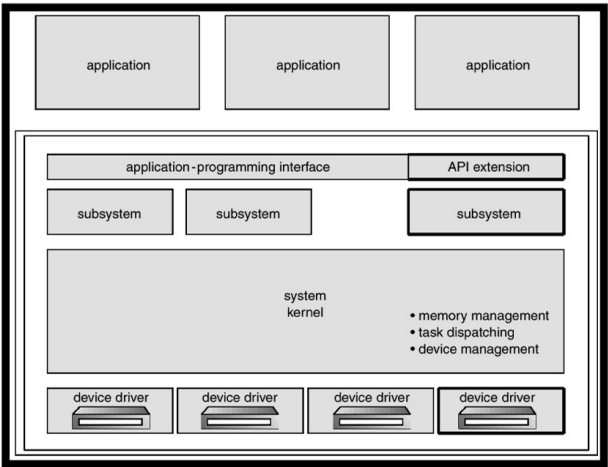 application
application
application
application-programming interface
API extension
subsystem
subsystem
subsystem
system
kernel
• memory management
• task dispatching
• device management
device driver
device driver
device driver
device driver